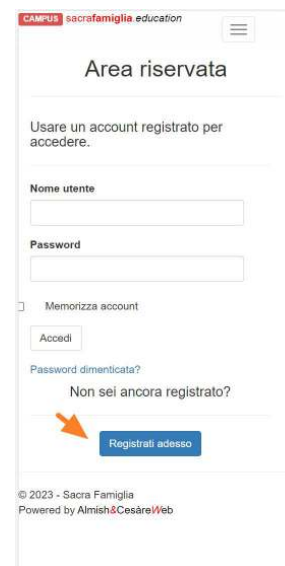 CAMPUS sacrafamiglia.education
Area riservata
Usare un account registrato per
accedere.
Nome utente
Password
Memorizza account
Accedi
Password dimenticata?
Non sei ancora registrato?
Registrati adesso
© 2023 - Sacra Famiglia
Powered by Almish&CesàreWeb